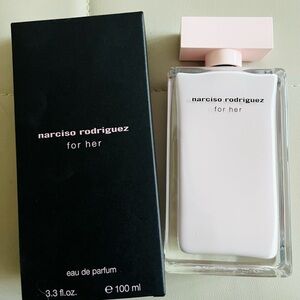 narciso rodriguez
for her
eau de parfum
3.3 fl.oz. ℮ 100 ml
narciso rodriguez
for her